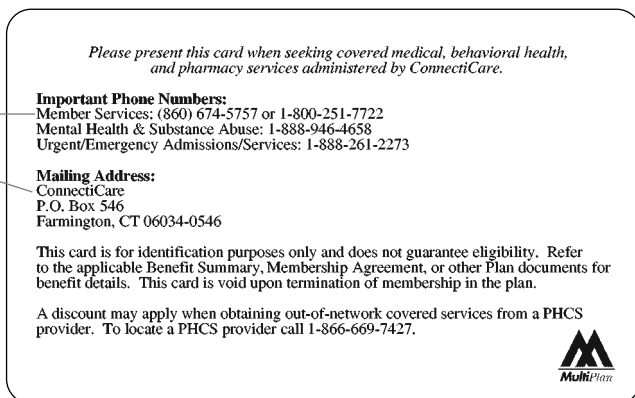 Please present this card when seeking covered medical, behavioral health,
and pharmacy services administered by ConnectiCare.
Important Phone Numbers:
Member Services: (860) 674-5757 or 1-800-251-7722
Mental Health & Substance Abuse: 1-888-946-4658
Urgent/Emergency Admissions/Services: 1-888-261-2273
Mailing Address:
ConnectiCare
P.O. Box 546
Farmington, CT 06034-0546
This card is for identification purposes only and does not guarantee eligibility. Refer
to the applicable Benefit Summary, Membership Agreement, or other Plan documents for
benefit details. This card is void upon termination of membership in the plan.
A discount may apply when obtaining out-of-network covered services from a PHCS
provider. To locate a PHCS provider call 1-866-669-7427.
MultiPlan